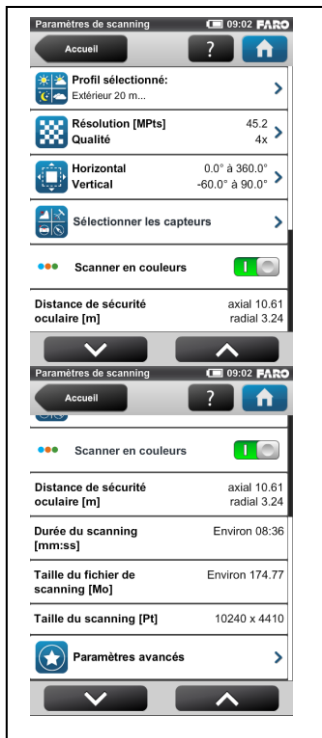 Paramètres de scanning 09:02 FARO
Accueil ?
Profil sélectionné:
Extérieur 20 m...
Résolution [MPts] 45.2
Qualité 4x
Horizontal 0.0° à 360.0°
Vertical -60.0° à 90.0°
Sélectionner les capteurs
Scanner en couleurs I
Distance de sécurité axial 10.61
oculaire [m] radial 3.24
Paramètres de scanning 09:02 FARO
Accueil ?
Scanner en couleurs I
Distance de sécurité axial 10.61
oculaire [m] radial 3.24
Durée du scanning Environ 08:36
[mm:ss]
Taille du fichier de Environ 174.77
scanning [Mo]
Taille du scanning [Pt] 10240 x 4410
Paramètres avancés